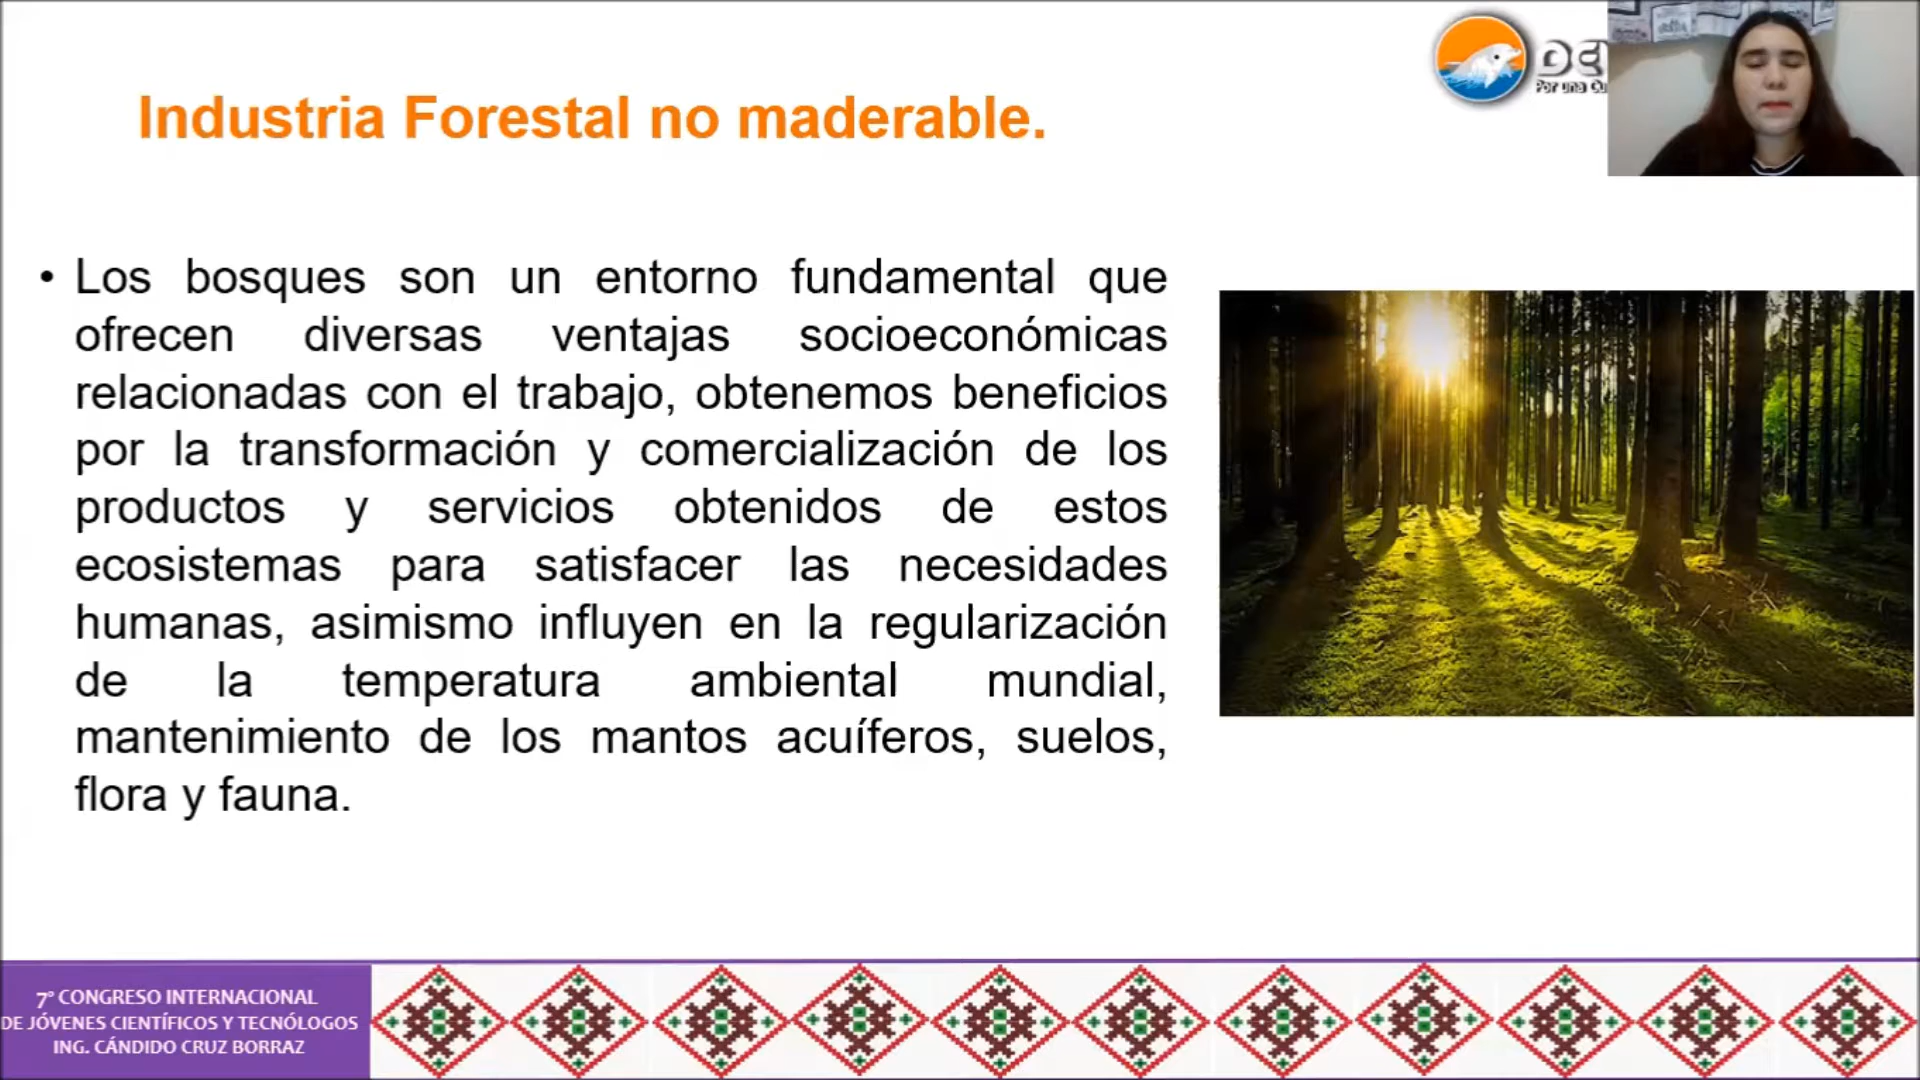 Industria Forestal no maderable.
• Los bosques son un entorno fundamental que
ofrecen diversas ventajas socioeconómicas
relacionadas con el trabajo, obtenemos beneficios
por la transformación y comercialización de los
productos y servicios obtenidos de estos
ecosistemas para satisfacer las necesidades
humanas, asimismo influyen en la regularización
de la temperatura ambiental mundial,
mantenimiento de los mantos acuíferos, suelos,
flora y fauna.
Por una
7° CONGRESO INTERNACIONAL
DE JÓVENES CIENTÍFICOS Y TECNÓLOGOS
ING. CÁNDIDO CRUZ BORRAZ